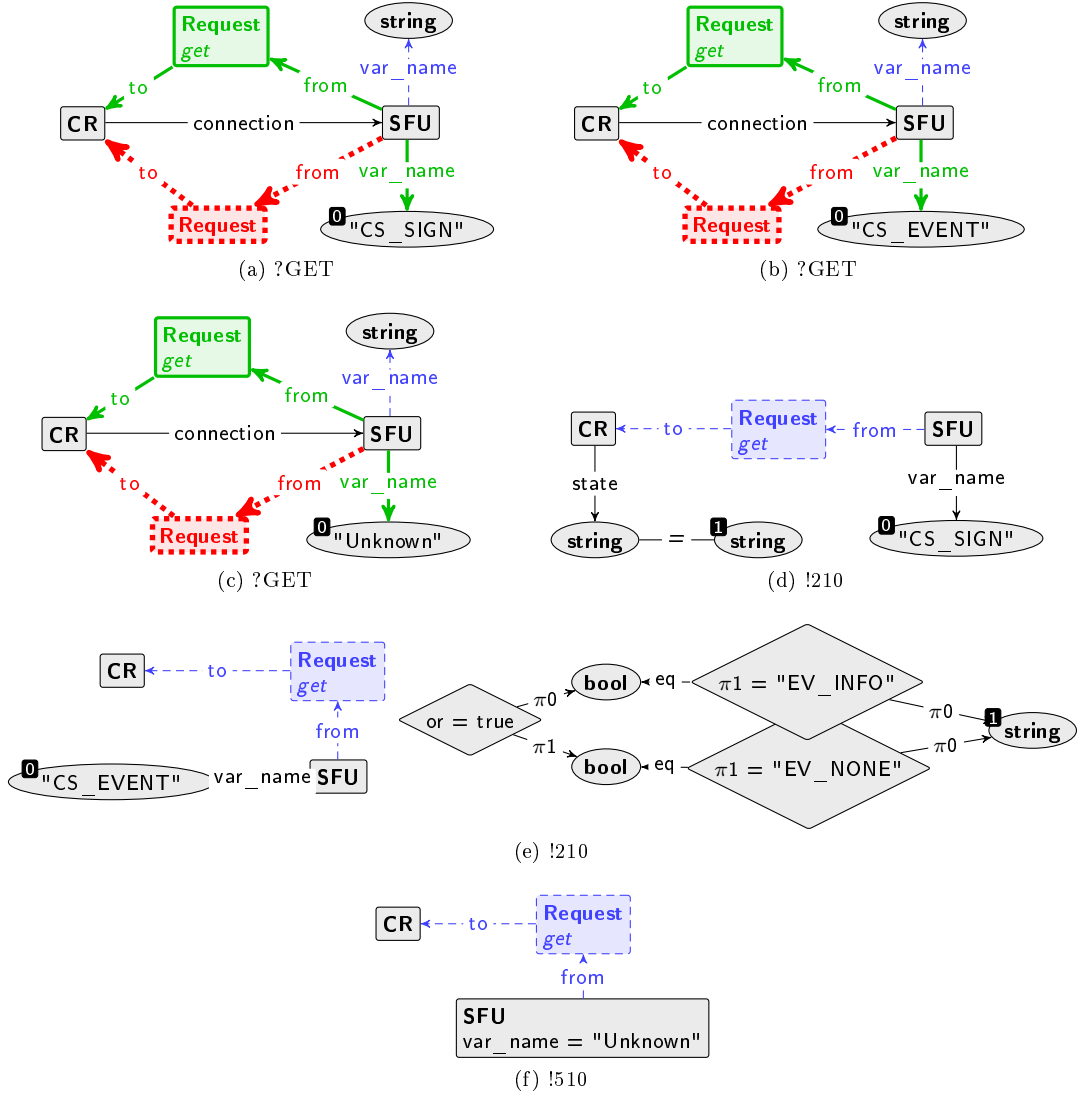 Request
get
string
var_name
to
from
CR
connection
SFU
to
from
var_name
Request
0
"CS_SIGN"
(a) ?GET
Request
get
string
var_name
to
from
CR
connection
SFU
to
from
var_name
Request
0
"CS_EVENT"
(b) ?GET
Request
get
string
var_name
to
from
CR
connection
SFU
to
from
var_name
Request
0
"Unknown"
(c) ?GET
CR
to
Request
get
from
SFU
state
var_name
string
=
1
string
0
"CS_SIGN"
(d) !210
CR
to
Request
get
from
0
"CS_EVENT"
var_name
SFU
or = true
π0
π1
bool
bool
eq
eq
π1 = "EV_INFO"
π1 = "EV_NONE"
π0
π0
1
string
(e) !210
CR
to
Request
get
from
SFU
var_name = "Unknown"
(f) !510